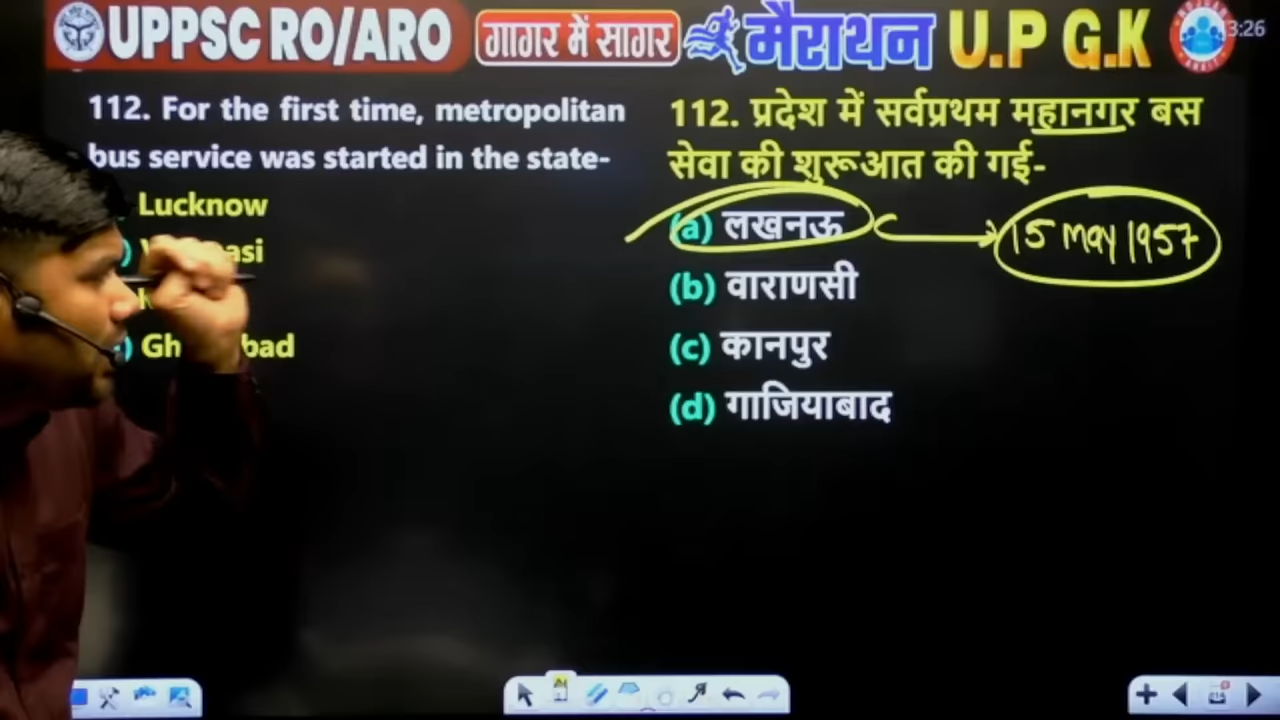 UPPSC RO/ARO गागर में सागर मैराथन U.P G.K 3:26
112. For the first time, metropolitan
bus service was started in the state-
Lucknow
asi
Gh bad
112. प्रदेश में सर्वप्रथम महानगर बस
सेवा की शुरूआत की गई-
(a) लखनऊ 15 May 1957
(b) वाराणसी
(c) कानपुर
(d) गाजियाबाद